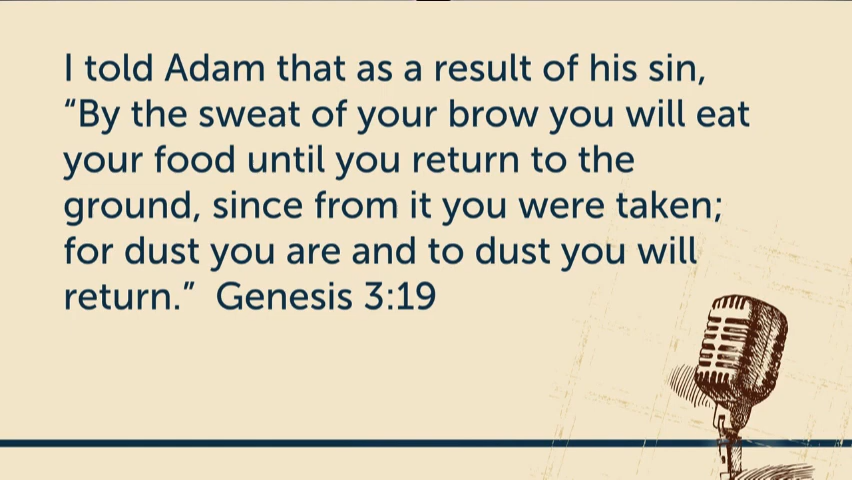 I told Adam that as a result of his sin,
“By the sweat of your brow you will eat
your food until you return to the
ground, since from it you were taken;
for dust you are and to dust you will
return.”  Genesis 3:19